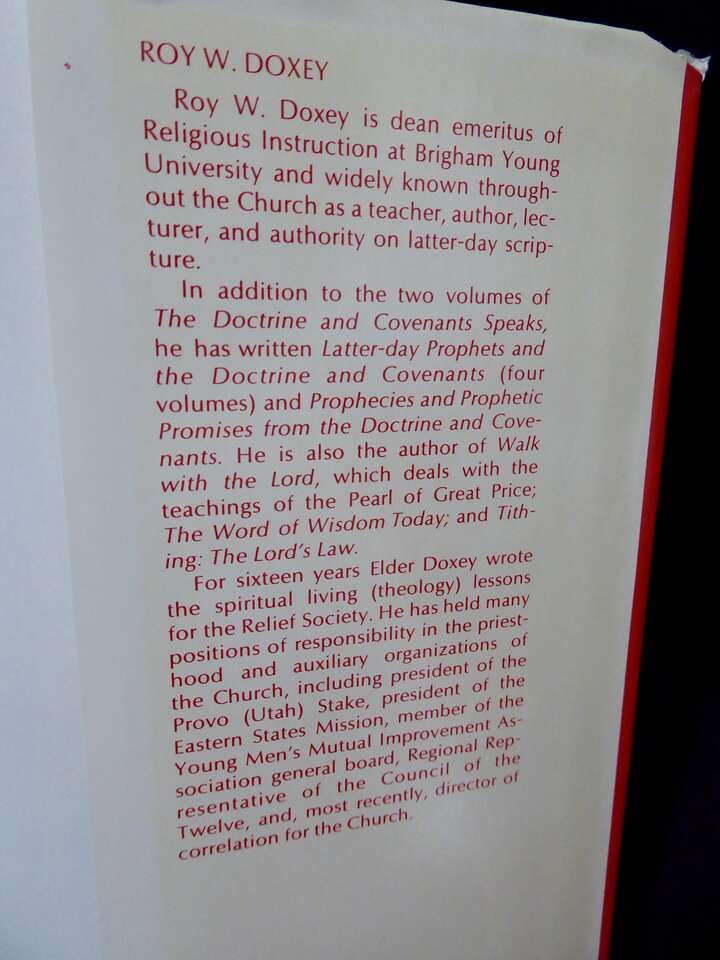 ROY W. DOXEY
Roy W. Doxey is dean emeritus of
Religious Instruction at Brigham Young
University and widely known through-
out the Church as a teacher, author, lec-
turer, and authority on latter-day scrip-
ture.
In addition to the two volumes of
The Doctrine and Covenants Speaks,
he has written Latter-day Prophets and
the Doctrine and Covenants (four
volumes) and Prophecies and Prophetic
Promises from the Doctrine and Cove-
nants. He is also the author of Walk
with the Lord, which deals with the
teachings of the Pearl of Great Price;
The Word of Wisdom Today; and Tith-
ing: The Lord's Law.
For sixteen years Elder Doxey wrote
the spiritual living (theology) lessons
for the Relief Society. He has held many
positions of responsibility in the priest-
hood and auxiliary organizations of
the Church, including president of the
Provo (Utah) Stake, president of the
Eastern States Mission, member of the
Young Men's Mutual Improvement As-
sociation general board, Regional Rep-
resentative of the Council of the
Twelve, and, most recently, director of
correlation for the Church.